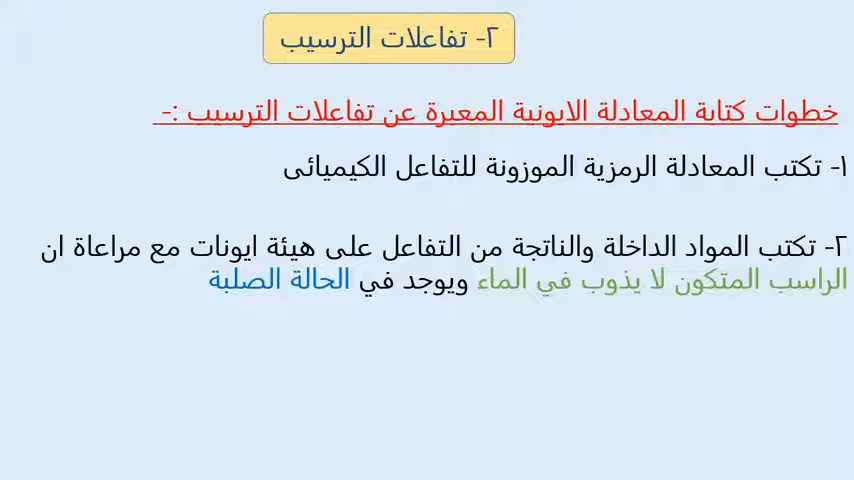 ٢- تفاعلات الترسيب
خطوات كتابة المعادلة الايونية المعبرة عن تفاعلات الترسيب :-
١- تكتب المعادلة الرمزية الموزونة للتفاعل الكيميائى
٢- تكتب المواد الداخلة والناتجة من التفاعل على هيئة ايونات مع مراعاة ان
الراسب المتكون لا يذوب في الماء ويوجد في الحالة الصلبة